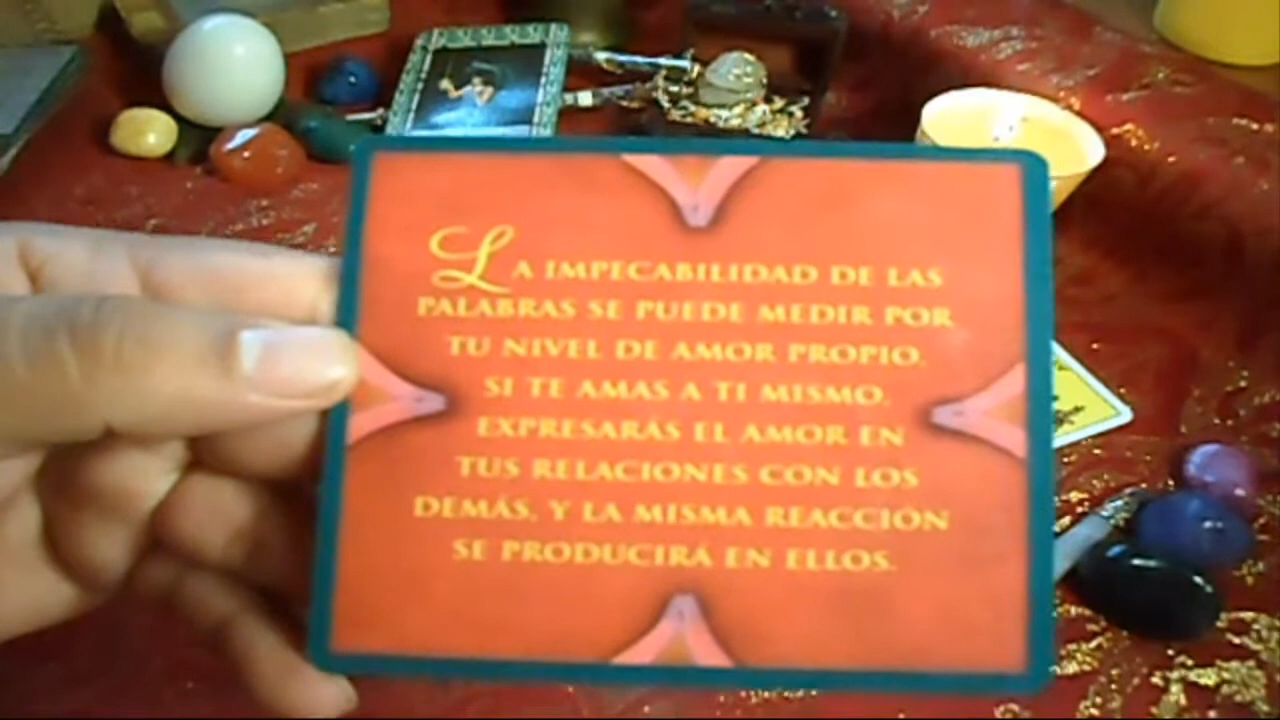 LA IMPECABILIDAD DE LAS
PALABRAS SE PUEDE MEDIR POR
TU NIVEL DE AMOR PROPIO.
SI TE AMAS A TI MISMO,
EXPRESARÁS EL AMOR EN
TUS RELACIONES CON LOS
DEMÁS, Y LA MISMA REACCIÓN
SE PRODUCIRÁ EN ELLOS.